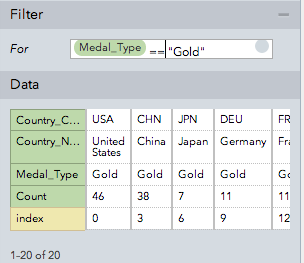 Filter
For Medal_Type == "Gold"
Data
Country_C... USA CHN JPN DEU FR
Country_N... United States China Japan Germany Fra
Medal_Type Gold Gold Gold Gold Go
Count 46 38 7 11 11
index 0 3 6 9 12
1-20 of 20